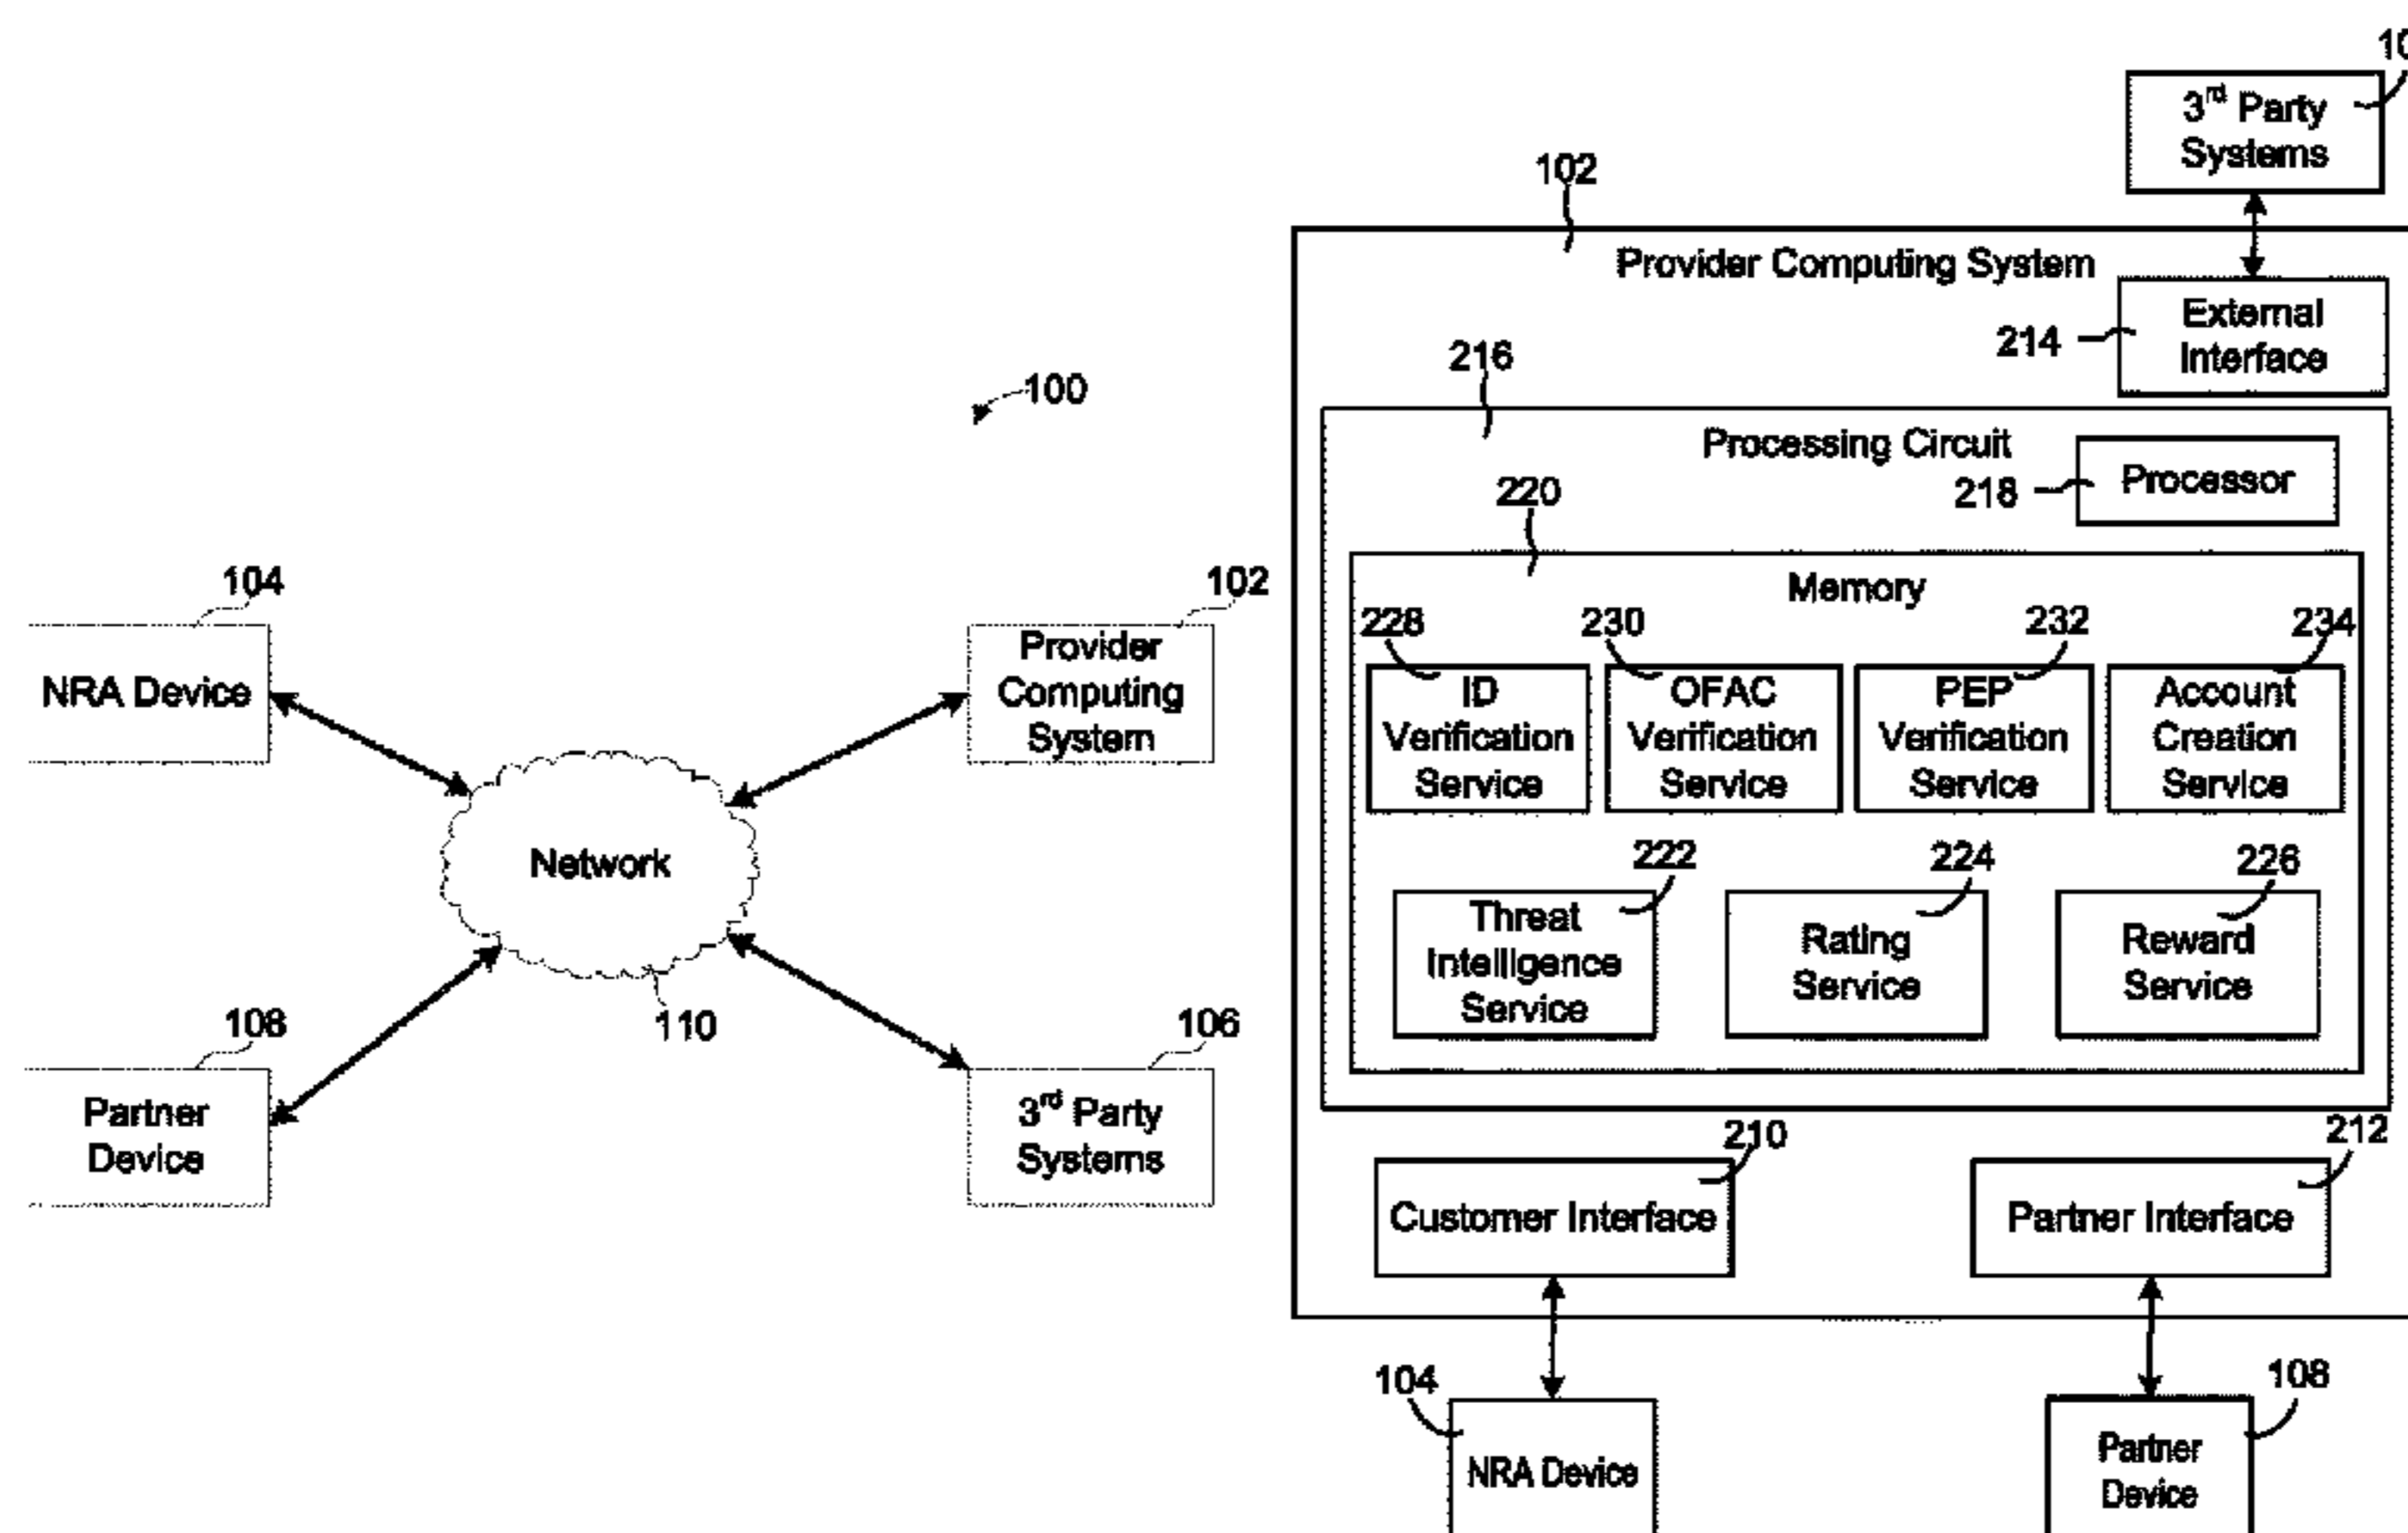 100
104
NRA Device
102
Provider
Computing
System
Network
110
108
Partner
Device
106
3rd Party
Systems
10
3rd Party
Systems
102
Provider Computing System
214
External
Interface
216
Processing Circuit
218
Processor
220
Memory
228
ID
Verification
Service
230
OFAC
Verification
Service
232
PEP
Verification
Service
234
Account
Creation
Service
222
Threat
Intelligence
Service
224
Rating
Service
226
Reward
Service
210
Customer Interface
212
Partner Interface
104
NRA Device
108
Partner
Device